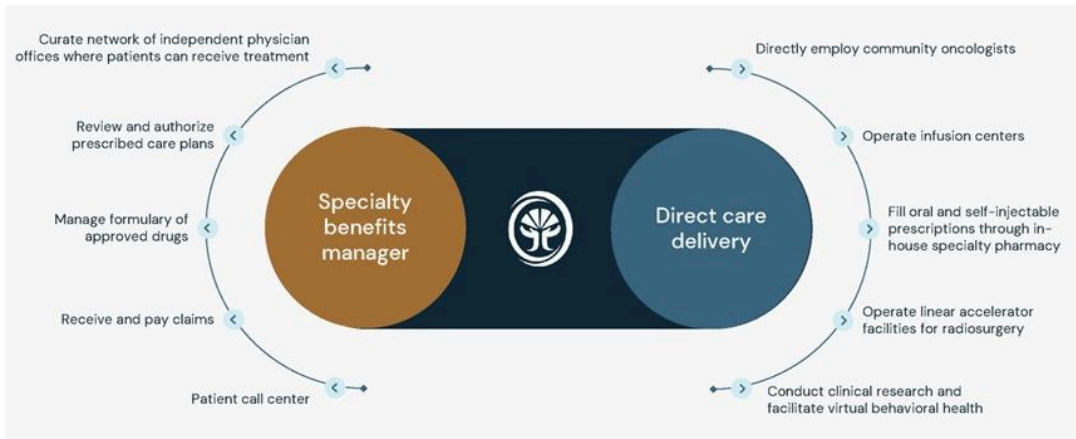 Curate network of independent physician
offices where patients can receive treatment
Review and authorize
prescribed care plans
Manage formulary of
approved drugs
Receive and pay claims
Patient call center
Specialty
benefits
manager
Direct care
delivery
Directly employ community oncologists
Operate infusion centers
Fill oral and self-injectable
prescriptions through in-
house specialty pharmacy
Operate linear accelerator
facilities for radiosurgery
Conduct clinical research and
facilitate virtual behavioral health